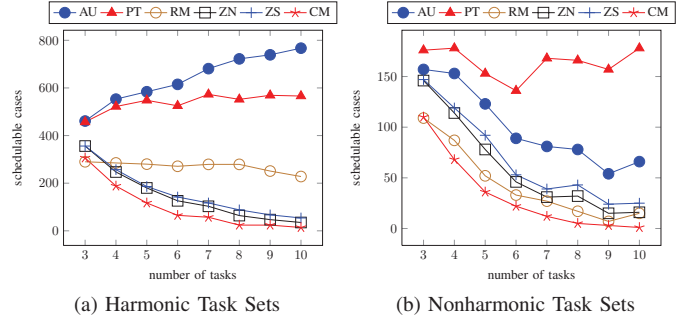 AU PT RM ZN ZS CM
800
600
400
200
0
schedulable cases
3 4 5 6 7 8 9 10
number of tasks
(a) Harmonic Task Sets
AU PT RM ZN ZS CM
150
100
50
0
schedulable cases
3 4 5 6 7 8 9 10
number of tasks
(b) Nonharmonic Task Sets